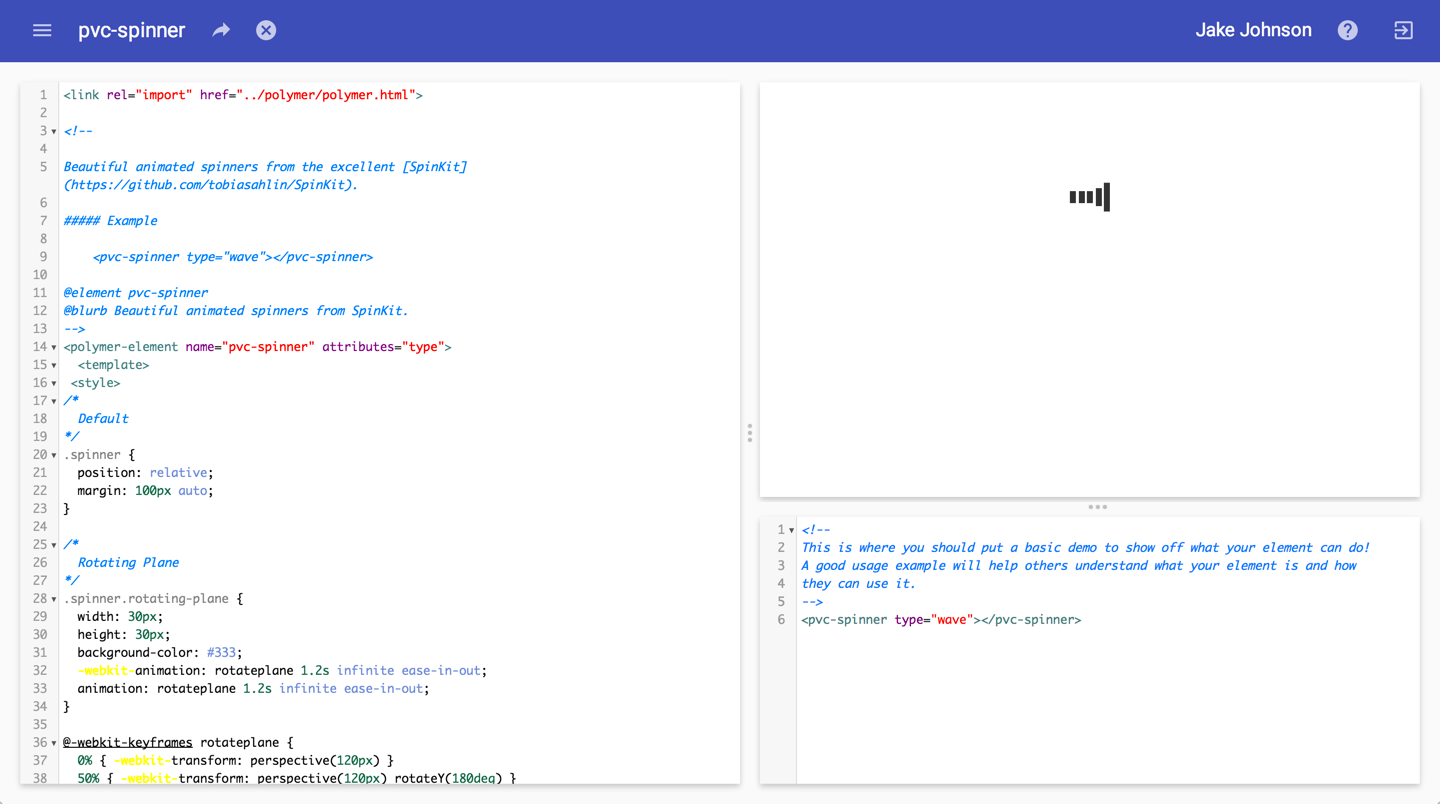 pvc-spinner
Jake Johnson
1 <link rel="import" href="../polymer/polymer.html">
2
3 <!--
4
5 Beautiful animated spinners from the excellent [SpinKit]
(https://github.com/tobiasahlin/SpinKit).
6
7 ##### Example
8
9     <pvc-spinner type="wave"></pvc-spinner>
10
11 @element pvc-spinner
12 @blurb Beautiful animated spinners from SpinKit.
13 -->
14 <polymer-element name="pvc-spinner" attributes="type">
15   <template>
16  <style>
17 /*
18   Default
19 */
20 .spinner {
21   position: relative;
22   margin: 100px auto;
23 }
24
25 /*
26   Rotating Plane
27 */
28 .spinner.rotating-plane {
29   width: 30px;
30   height: 30px;
31   background-color: #333;
32   -webkit-animation: rotateplane 1.2s infinite ease-in-out;
33   animation: rotateplane 1.2s infinite ease-in-out;
34 }
35
36 @-webkit-keyframes rotateplane {
37   0% { -webkit-transform: perspective(120px) }
38   50% { -webkit-transform: perspective(120px) rotateY(180deg) }
1 <!--
2 This is where you should put a basic demo to show off what your element can do!
3 A good usage example will help others understand what your element is and how
4 they can use it.
5 -->
6 <pvc-spinner type="wave"></pvc-spinner>